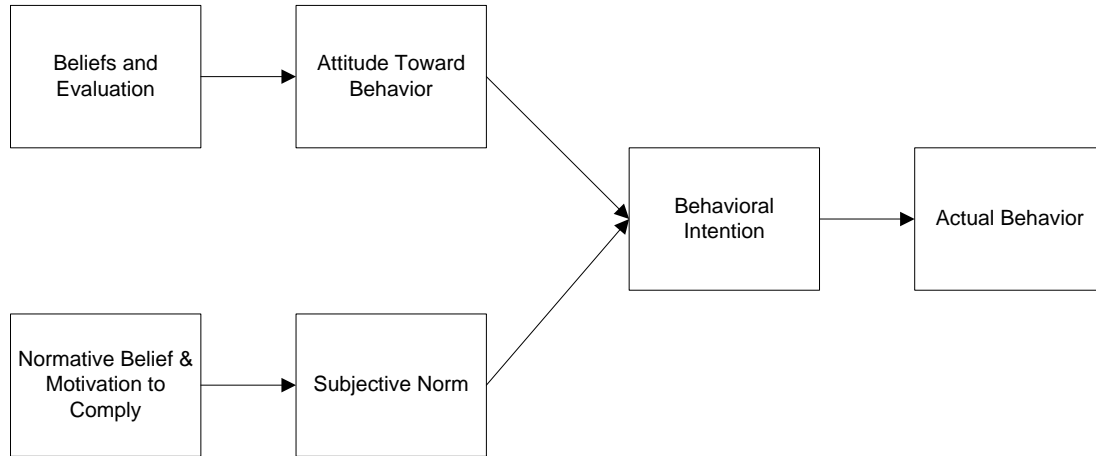 Beliefs and
Evaluation
Attitude Toward
Behavior
Behavioral
Intention
Actual Behavior
Normative Belief &
Motivation to
Comply
Subjective Norm